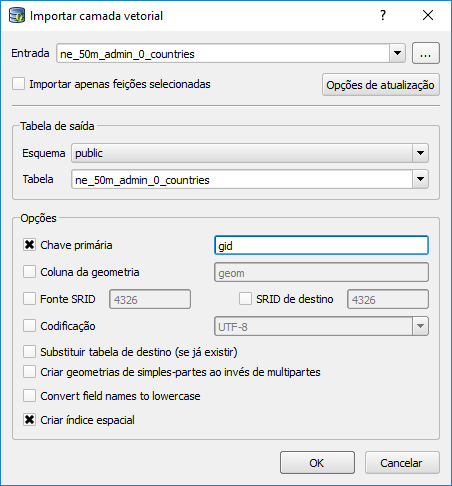 Importar camada vetorial ? ×
Entrada ne_50m_admin_0_countries ...
Importar apenas feições selecionadas Opções de atualização
Tabela de saída
Esquema public
Tabela ne_50m_admin_0_countries
Opções
Chave primária gid
Coluna da geometria geom
Fonte SRID 4326 SRID de destino 4326
Codificação UTF-8
Substituir tabela de destino (se já existir)
Criar geometrias de simples-partes ao invés de multipartes
Convert field names to lowercase
Criar índice espacial
OK Cancelar